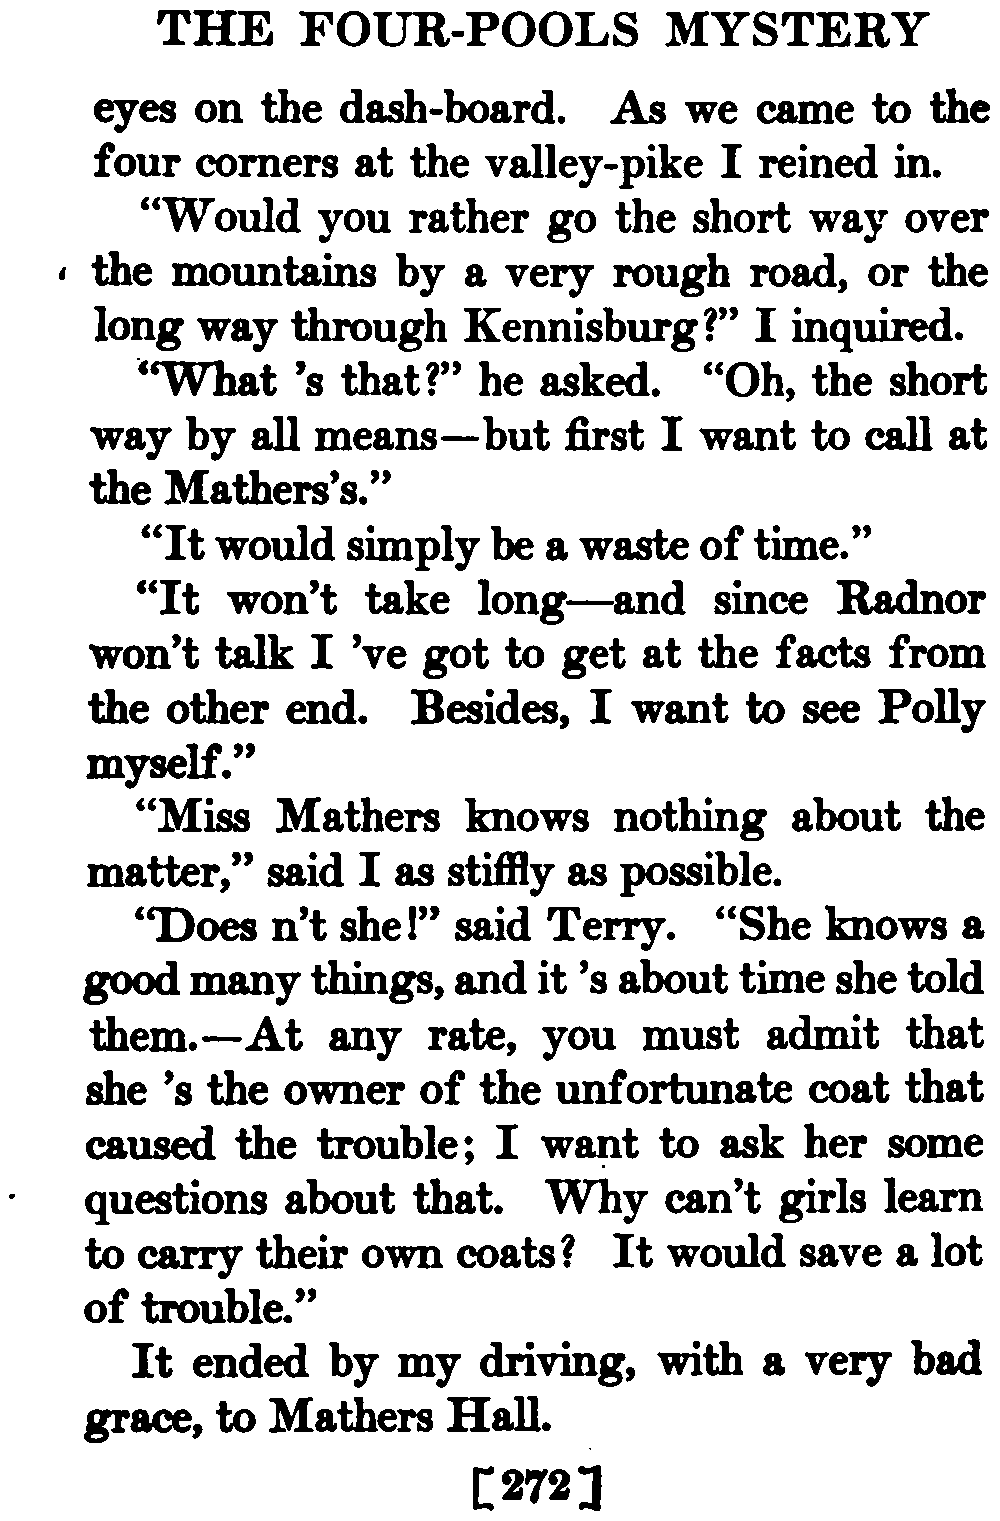 THE FOUR-POOLS MYSTERY
eyes on the dash-board. As we came to the
four corners at the valley-pike I reined in.
“Would you rather go the short way over
the mountains by a very rough road, or the
long way through Kennisburg?” I inquired.
“What 's that?” he asked. “Oh, the short
way by all means—but first I want to call at
the Mathers's.”
“It would simply be a waste of time.”
“It won't take long—and since Radnor
won't talk I 've got to get at the facts from
the other end. Besides, I want to see Polly
myself.”
“Miss Mathers knows nothing about the
matter,” said I as stiffly as possible.
“Does n't she!” said Terry. “She knows a
good many things, and it 's about time she told
them.—At any rate, you must admit that
she 's the owner of the unfortunate coat that
caused the trouble; I want to ask her some
questions about that. Why can't girls learn
to carry their own coats? It would save a lot
of trouble.”
It ended by my driving, with a very bad
grace, to Mathers Hall.
[272]